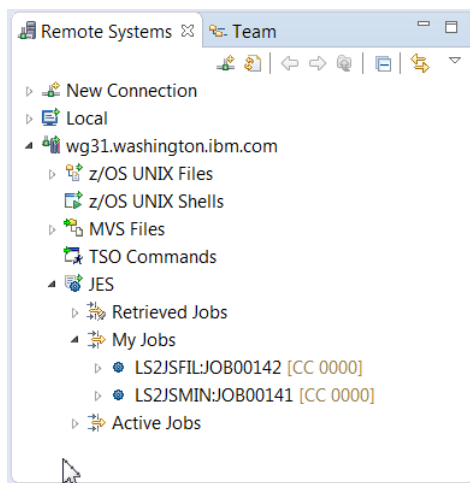 Remote Systems Team
New Connection
Local
wg31.washington.ibm.com
z/OS UNIX Files
z/OS UNIX Shells
MVS Files
TSO Commands
JES
Retrieved Jobs
My Jobs
LS2JSFIL:JOB00142 [CC 0000]
LS2JSMIN:JOB00141 [CC 0000]
Active Jobs